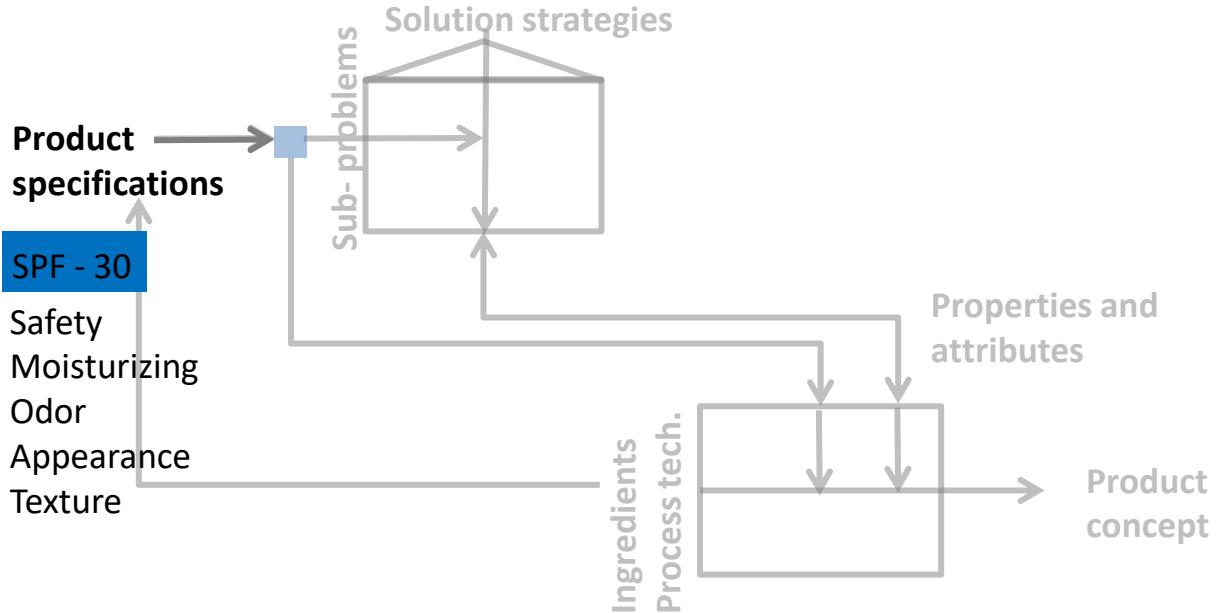 Solution strategies
Sub- problems
Product
specifications
SPF - 30
Safety
Moisturizing
Odor
Appearance
Texture
Properties and
attributes
Ingredients
Process tech.
Product
concept